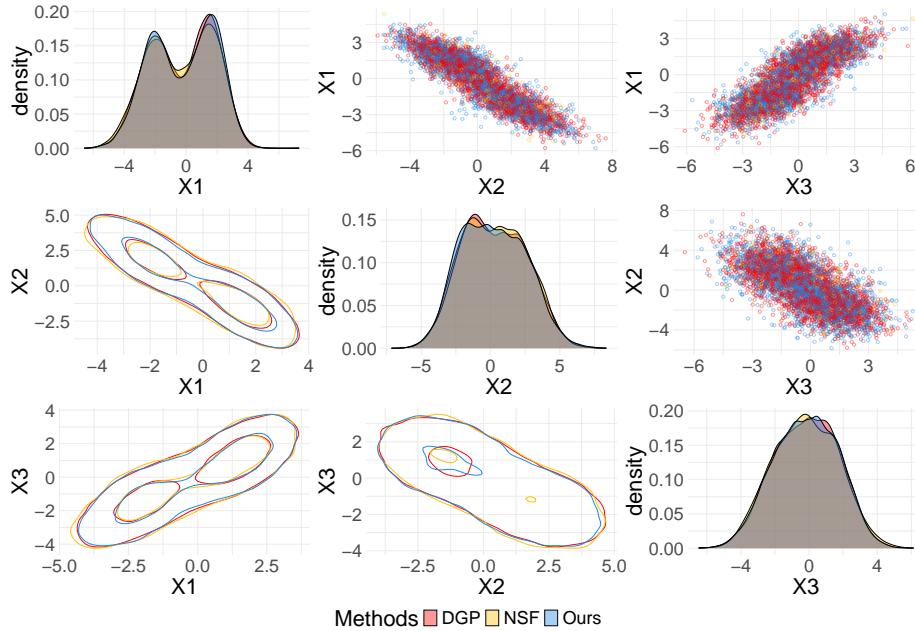 density
0.20
0.15
0.10
0.05
0.00
−4 0 4
X1
X1
3
0
−3
−6
−4 0 4 8
X2
X1
3
0
−3
−6
−6 −3 0 3 6
X3
X2
5.0
2.5
0.0
−2.5
−4 −2 0 2 4
X1
density
0.15
0.10
0.05
0.00
−5 0 5
X2
X2
8
4
0
−4
−6 −3 0 3
X3
X3
4
2
0
−2
−4
−5.0 −2.5 0.0 2.5
X1
X3
2
0
−2
−4
−2.5 0.0 2.5 5.0
X2
density
0.20
0.15
0.10
0.05
0.00
−4 0 4
X3
Methods DGP NSF Ours